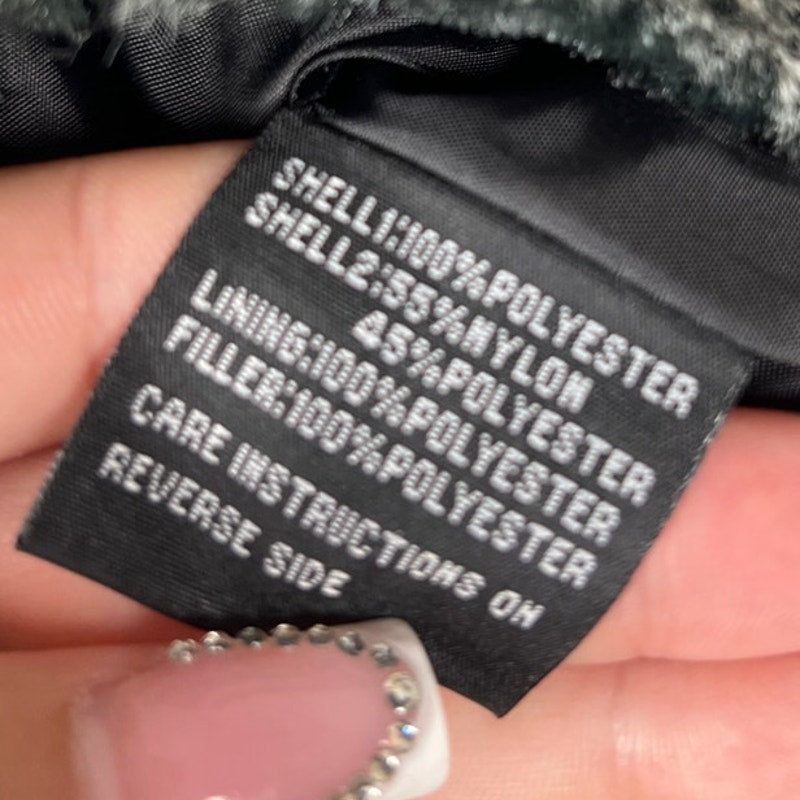 SHELL1:100%POLYESTER
SHELL2:55%NYLON
45%POLYESTER
LINING:100%POLYESTER
FILLER:100%POLYESTER
CARE INSTRUCTIONS ON
REVERSE SIDE